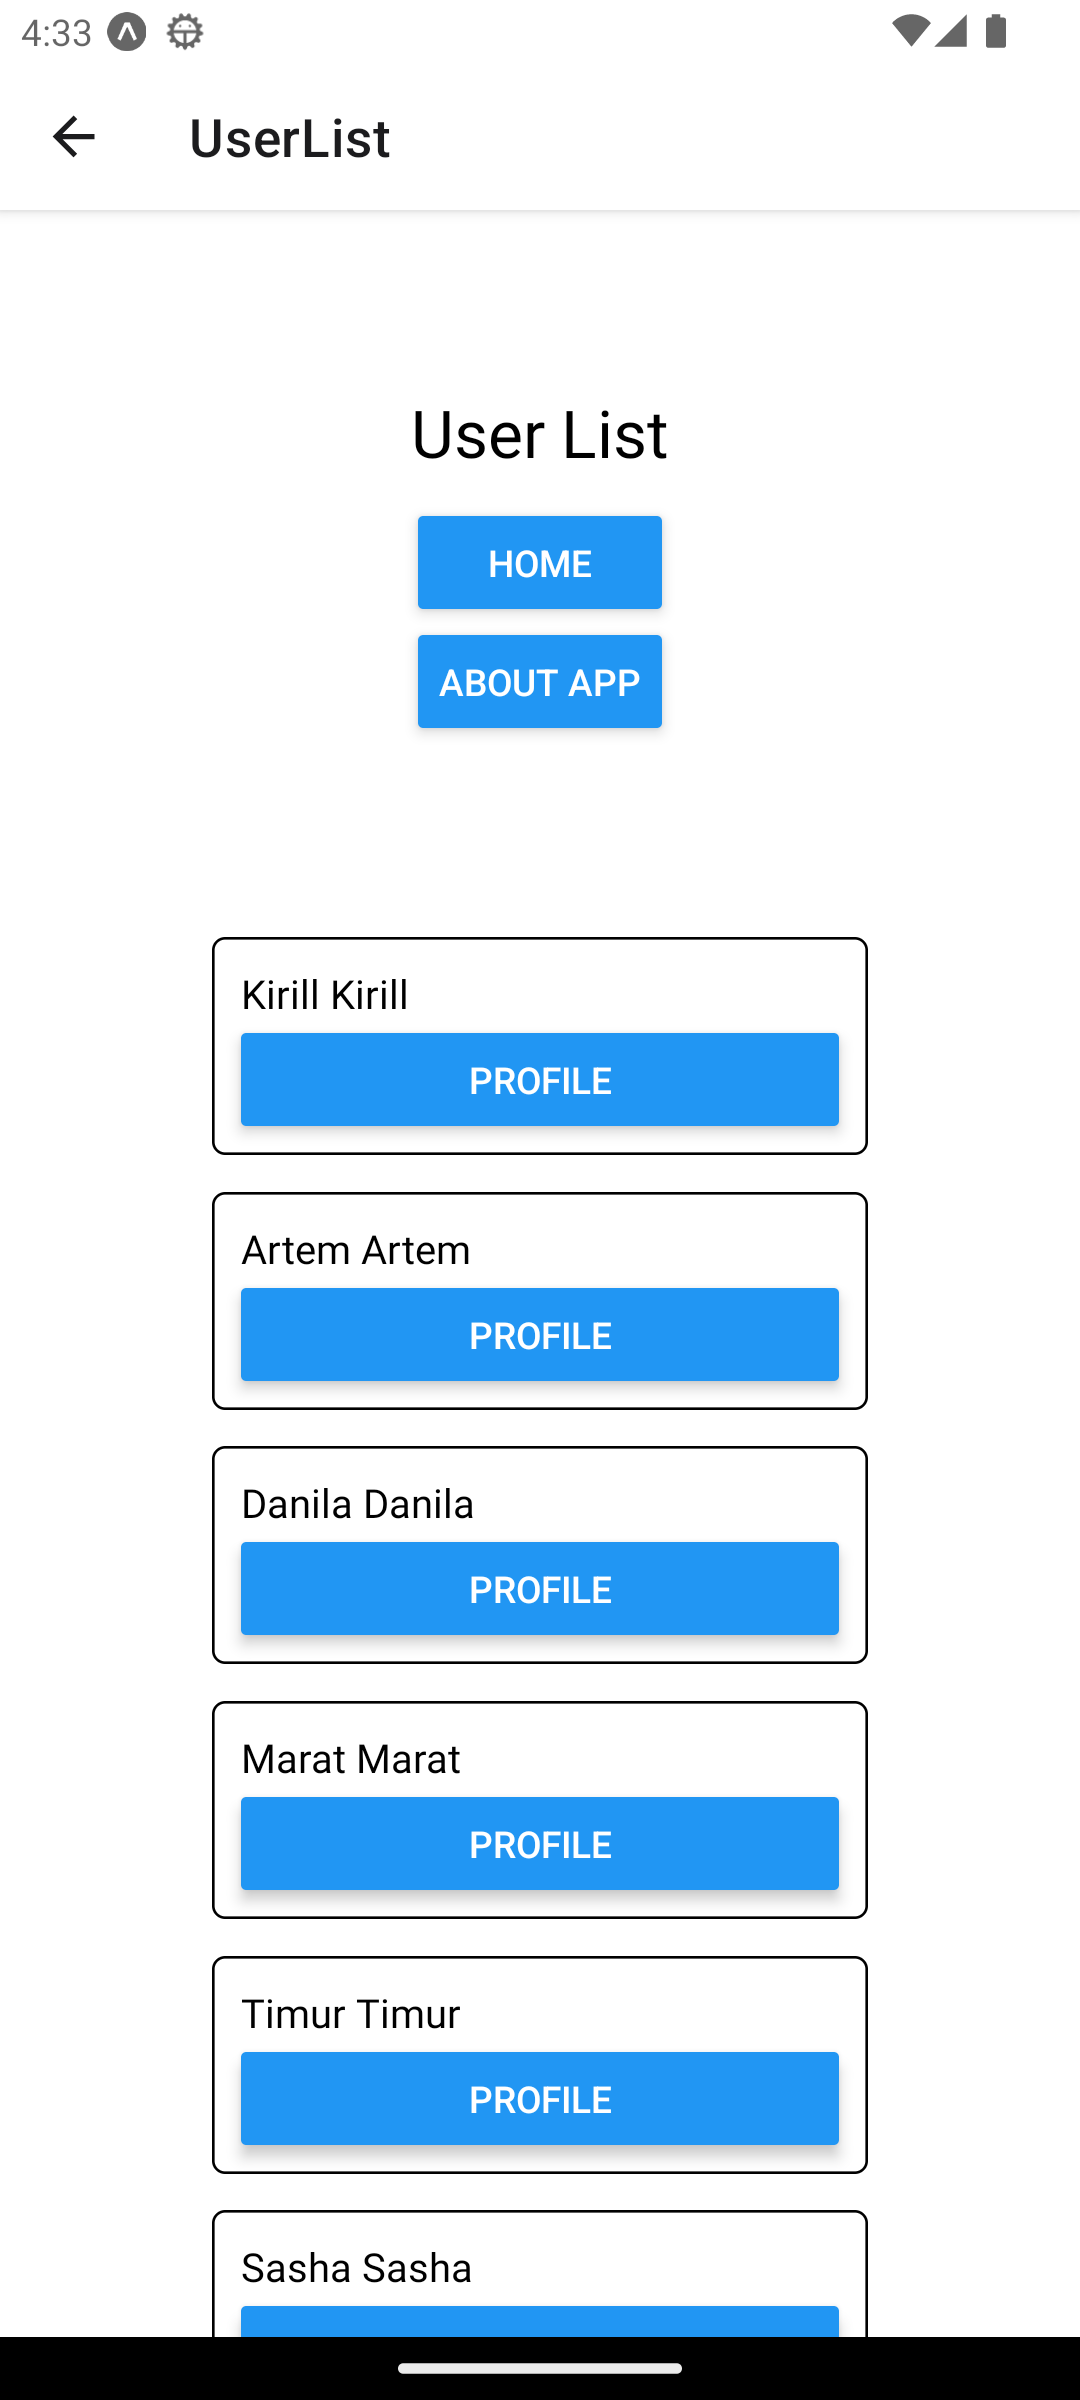 4:33
UserList
User List
HOME
ABOUT APP
Kirill Kirill
PROFILE
Artem Artem
PROFILE
Danila Danila
PROFILE
Marat Marat
PROFILE
Timur Timur
PROFILE
Sasha Sasha